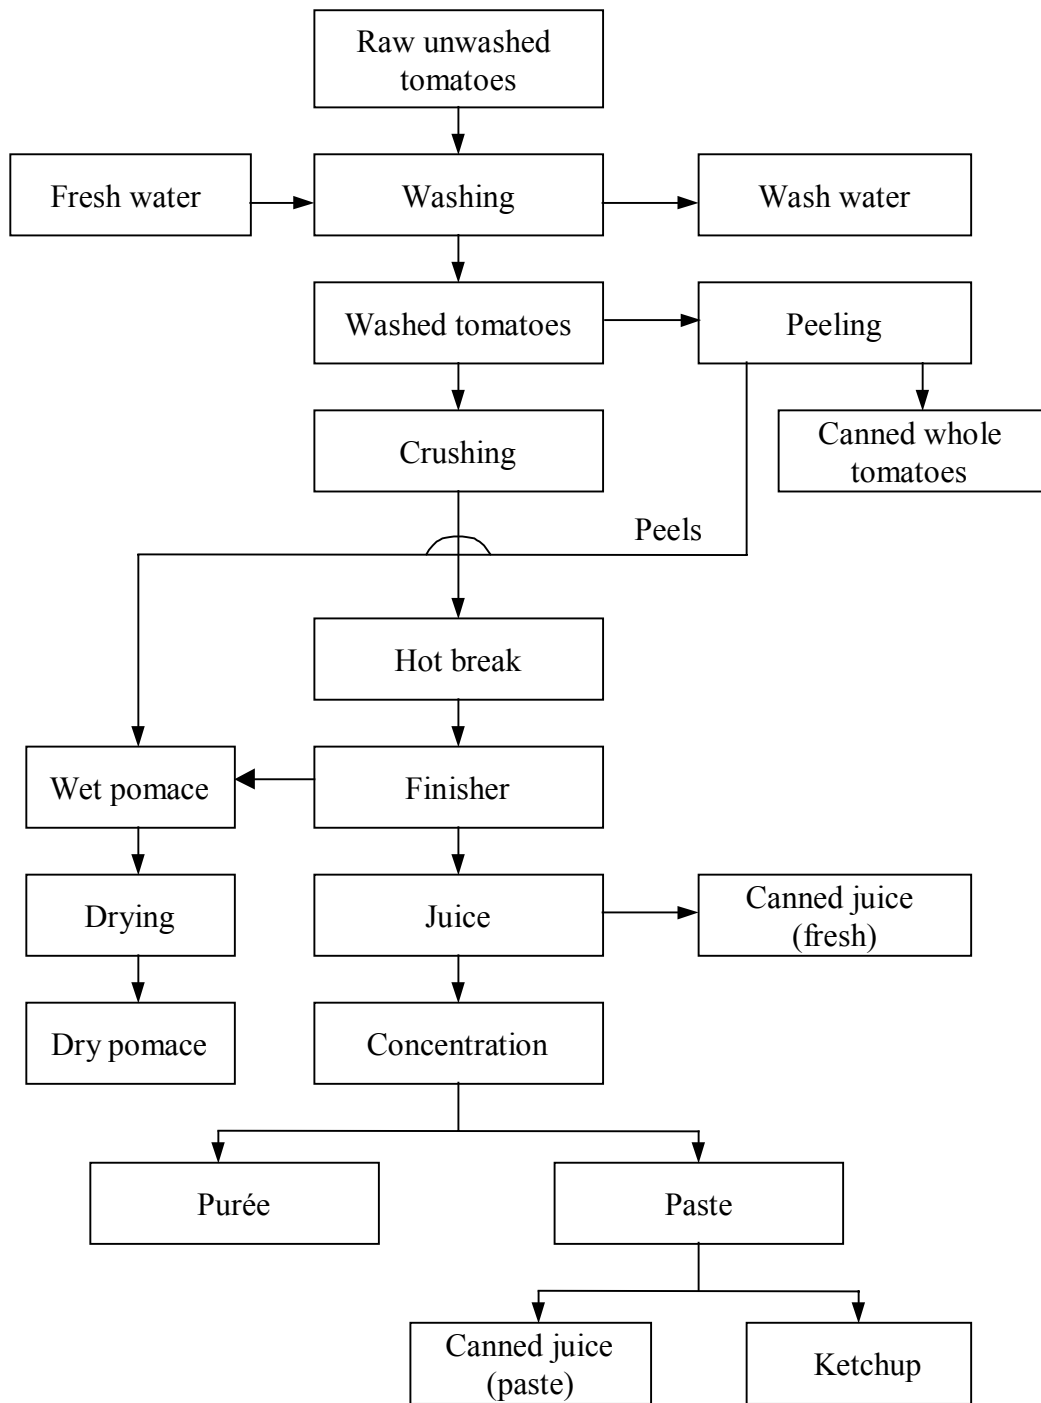 Raw unwashed
tomatoes
Fresh water
Washing
Wash water
Washed tomatoes
Peeling
Crushing
Canned whole
tomatoes
Peels
Hot break
Wet pomace
Finisher
Drying
Juice
Canned juice
(fresh)
Dry pomace
Concentration
Purée
Paste
Canned juice
(paste)
Ketchup